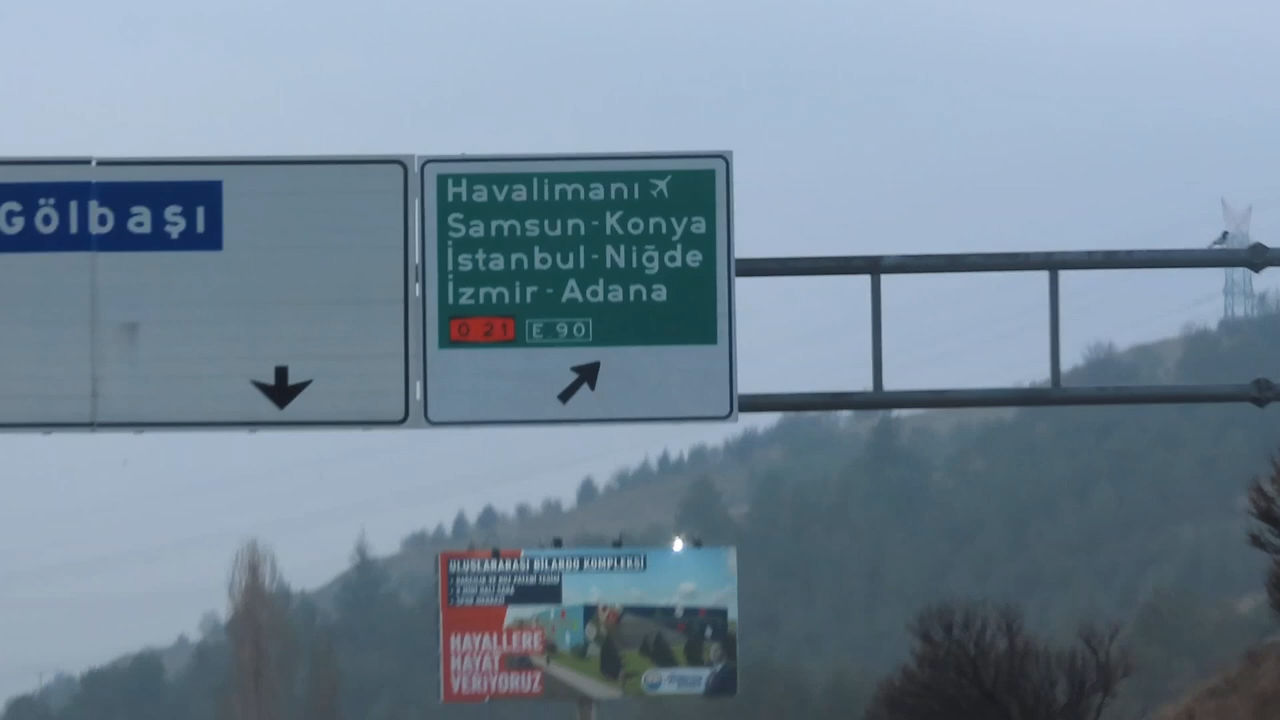 Gölbaşı
Havalimanı
Samsun-Konya
İstanbul-Niğde
İzmir-Adana
O 21 E 90
ULUSLARARASI BİLARDO KOMPLEKSİ
HAYALLERE
HAYAT
VERİYORUZ